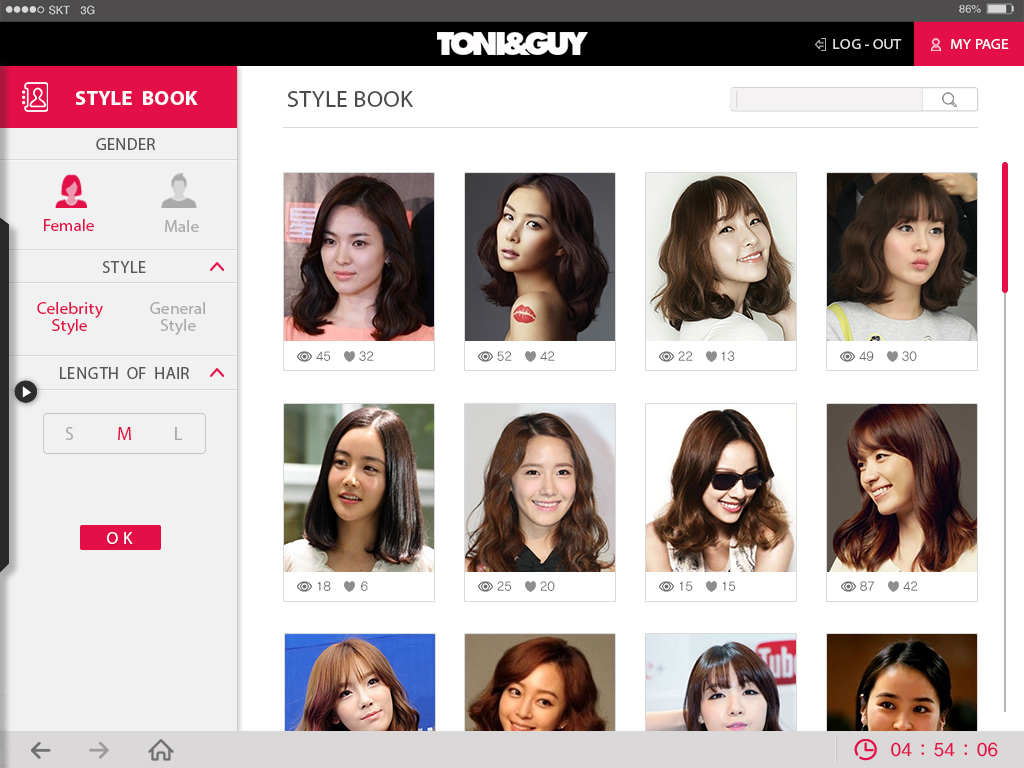 SKT 3G
86%
TONI&GUY
LOG - OUT
MY PAGE
STYLE BOOK
GENDER
Female
Male
STYLE
Celebrity
Style
General
Style
LENGTH OF HAIR
S M L
OK
STYLE BOOK
45 32
52 42
22 13
49 30
18 6
25 20
15 15
87 42
Tub
04 : 54 : 06